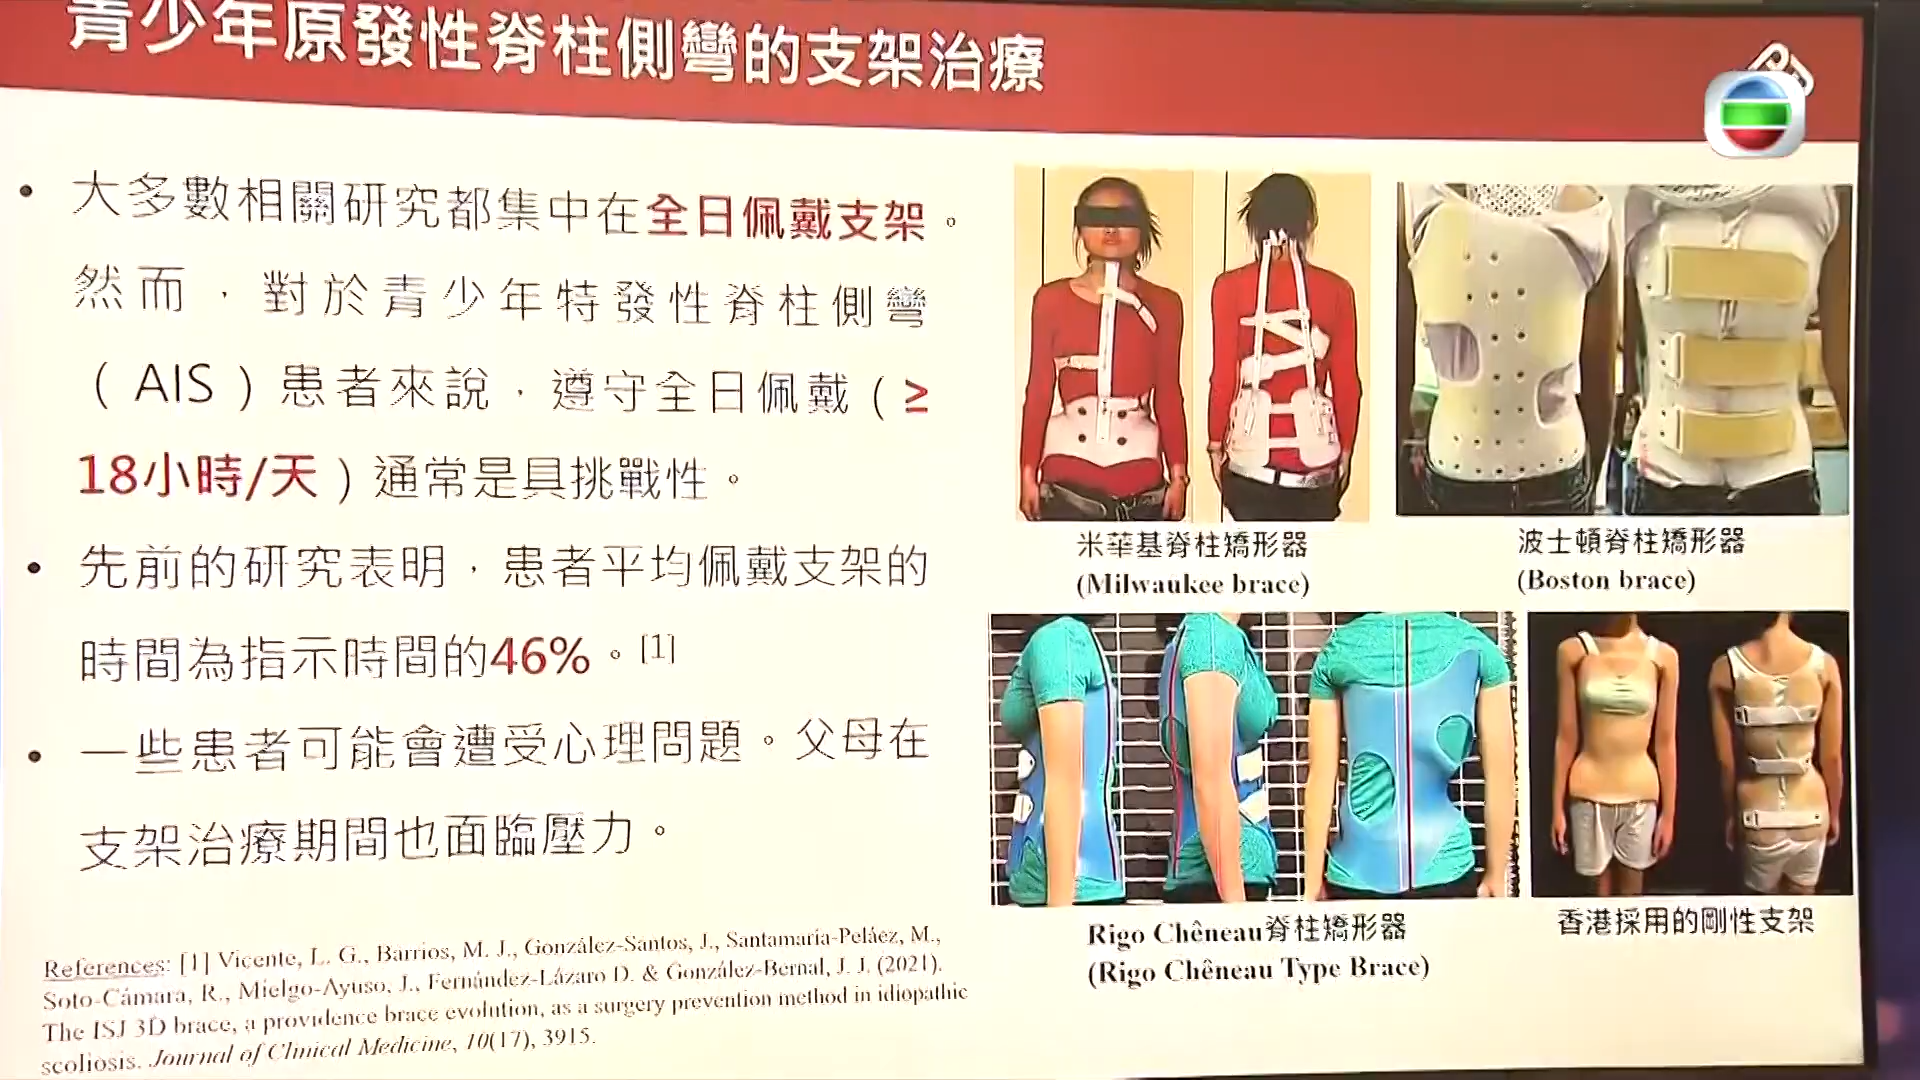 青少年原發性脊柱側彎的支架治療
• 大多數相關研究都集中在全日佩戴支架。
然而，對於青少年特發性脊柱側彎
（AIS）患者來說，遵守全日佩戴（≥
18小時/天）通常是具挑戰性。
• 先前的研究表明，患者平均佩戴支架的
時間為指示時間的46%。[1]
• 一些患者可能會遭受心理問題。父母在
支架治療期間也面臨壓力。
米華基脊柱矯形器
(Milwaukee brace)
波士頓脊柱矯形器
(Boston brace)
Rigo Chêneau脊柱矯形器
(Rigo Chêneau Type Brace)
香港採用的剛性支架
References: [1] Vicente, L. G., Barrios, M. J., González-Santos, J., Santamaría-Peláez, M.,
Soto-Cámara, R., Mielgo-Ayuso, J., Fernández-Lázaro D. & González-Bernal, J. J. (2021).
The ISJ 3D brace, a providence brace evolution, as a surgery prevention method in idiopathic
scoliosis. Journal of Clinical Medicine, 10(17), 3915.